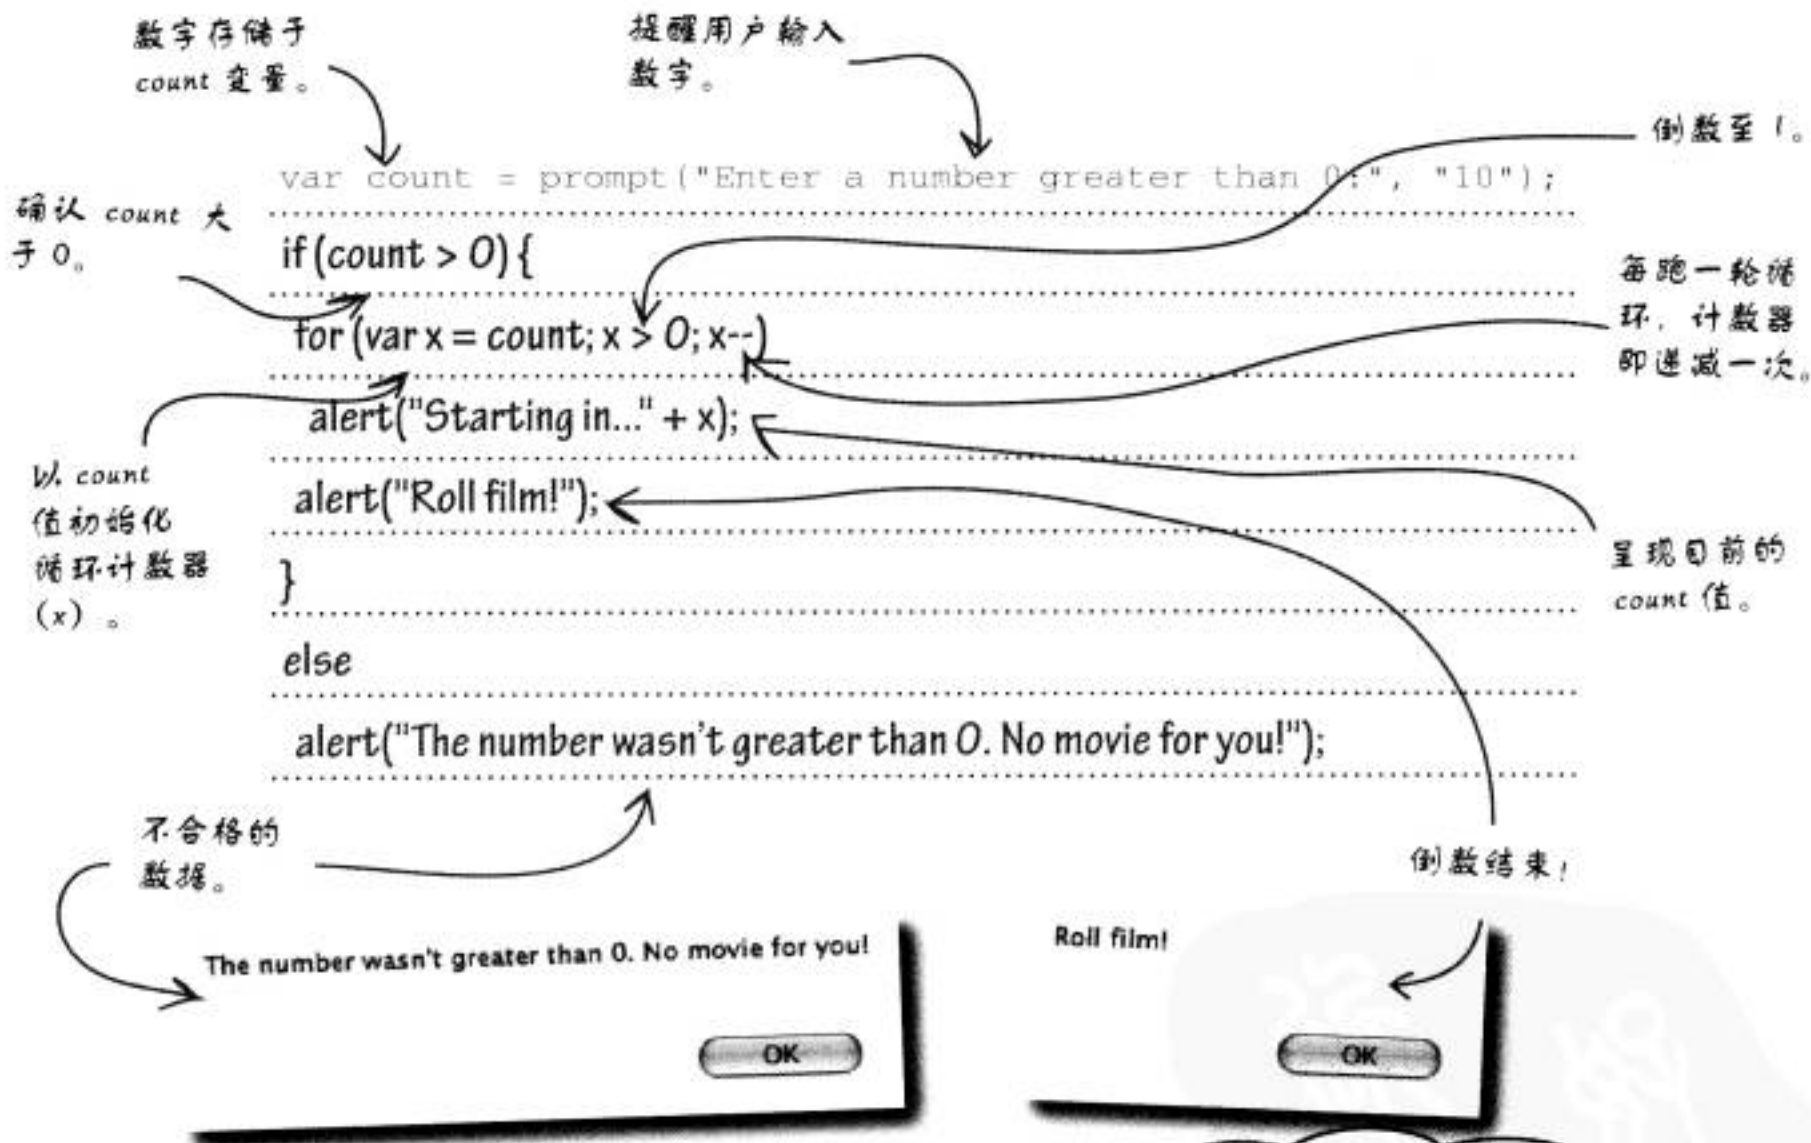 数字存储于
count 变量。
提醒用户输入
数字。
倒数至 1。
var count = prompt("Enter a number greater than 0:", "10");
确认 count 大
于 0。
if (count > 0) {
每跑一轮循
环，计数器
即递减一次。
for (var x = count; x > 0; x--)
alert("Starting in..." + x);
以 count
值初始化
循环计数器
(x) 。
alert("Roll film!");
呈现目前的
count 值。
}
else
alert("The number wasn't greater than 0. No movie for you!");
不合格的
数据。
倒数结束!
The number wasn't greater than 0. No movie for you!
OK
Roll film!
OK